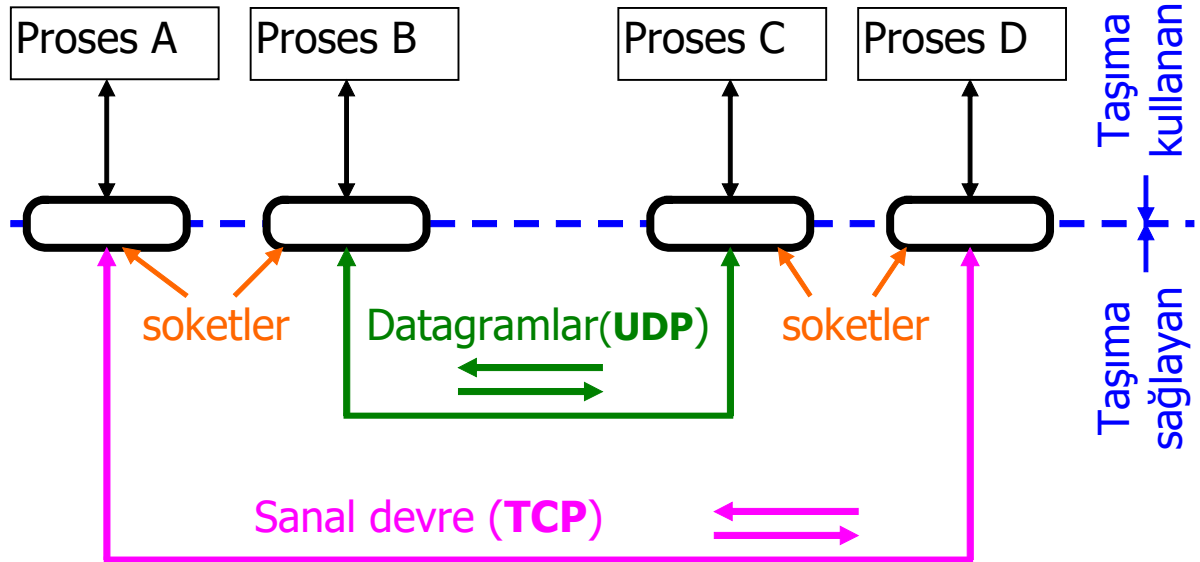 Proses A
Proses B
Proses C
Proses D
Taşıma
kullanan
soketler
Datagramlar(UDP)
soketler
Taşıma
sağlayan
Sanal devre (TCP)